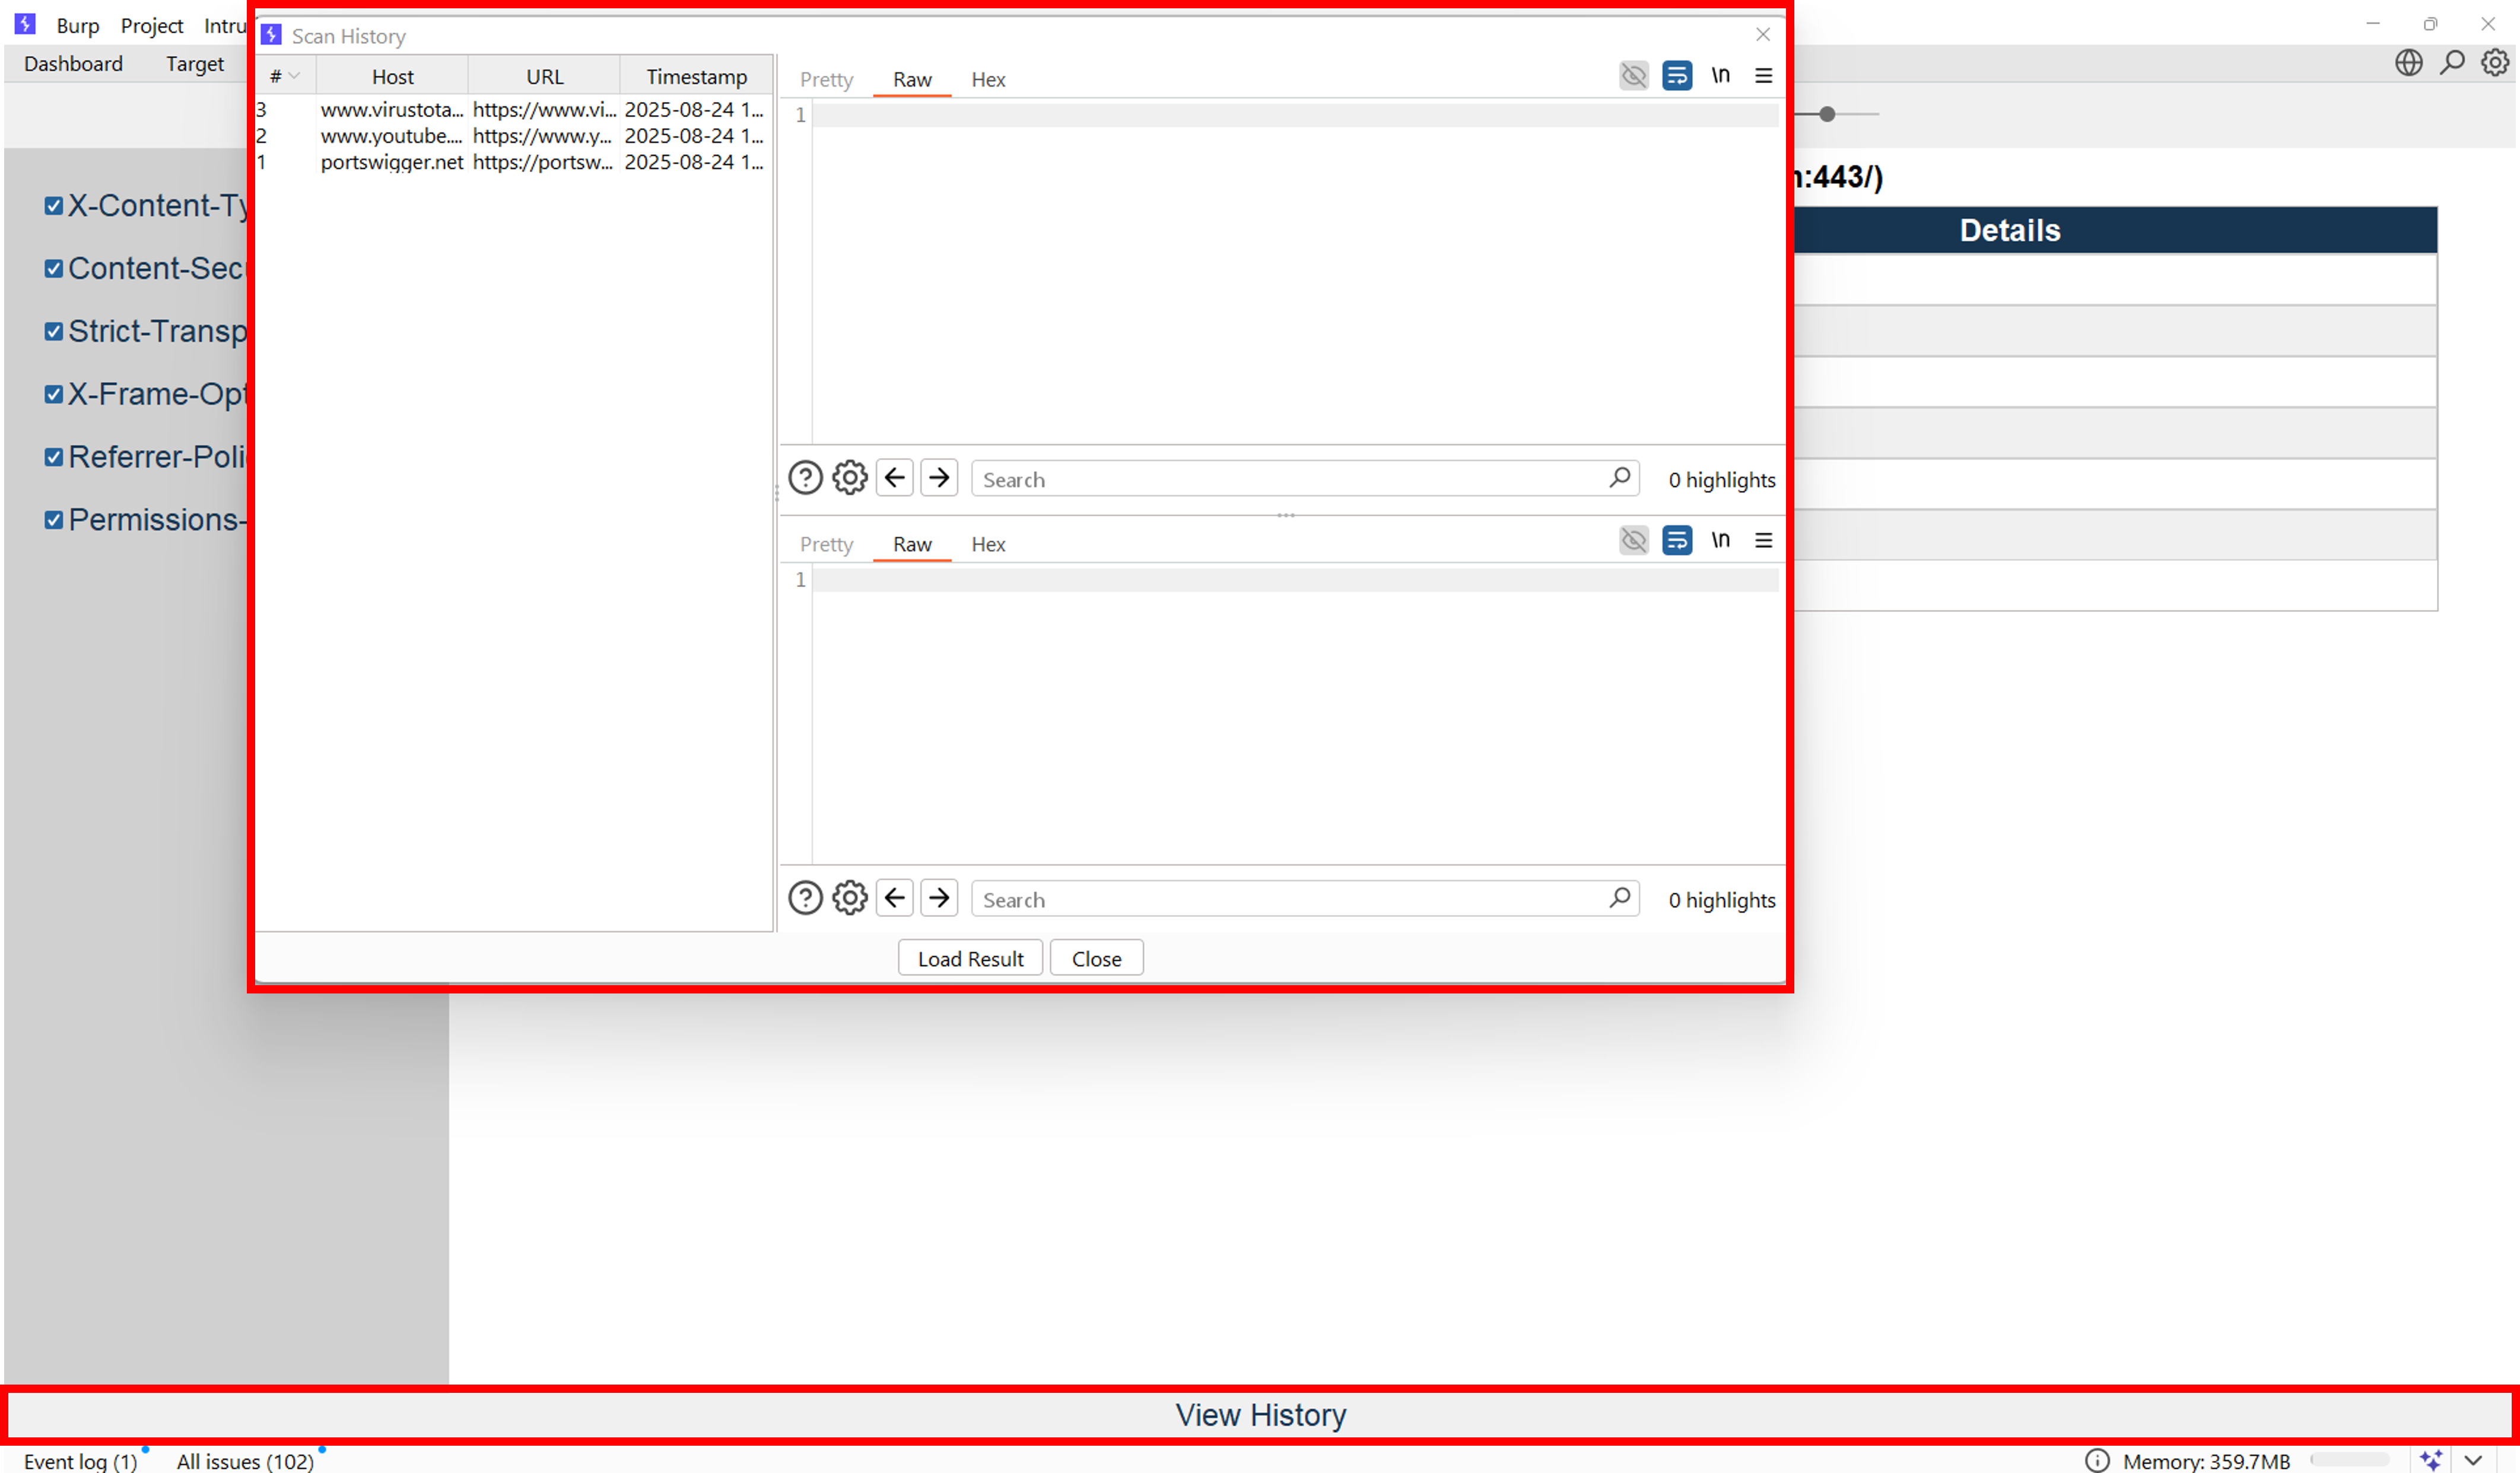 Burp Project Intru
Dashboard Target
Scan History
# Host URL Timestamp
3 www.virustota... https://www.vi... 2025-08-24 1...
2 www.youtube.... https://www.y... 2025-08-24 1...
1 portswigger.net https://portsw... 2025-08-24 1...
Pretty Raw Hex \n
1
Search 0 highlights
Pretty Raw Hex \n
1
Search 0 highlights
Load Result Close
X-Content-Ty
Content-Sec
Strict-Transp
X-Frame-Opt
Referrer-Poli
Permissions-
:443/)
Details
View History
Event log (1) All issues (102) Memory: 359.7MB